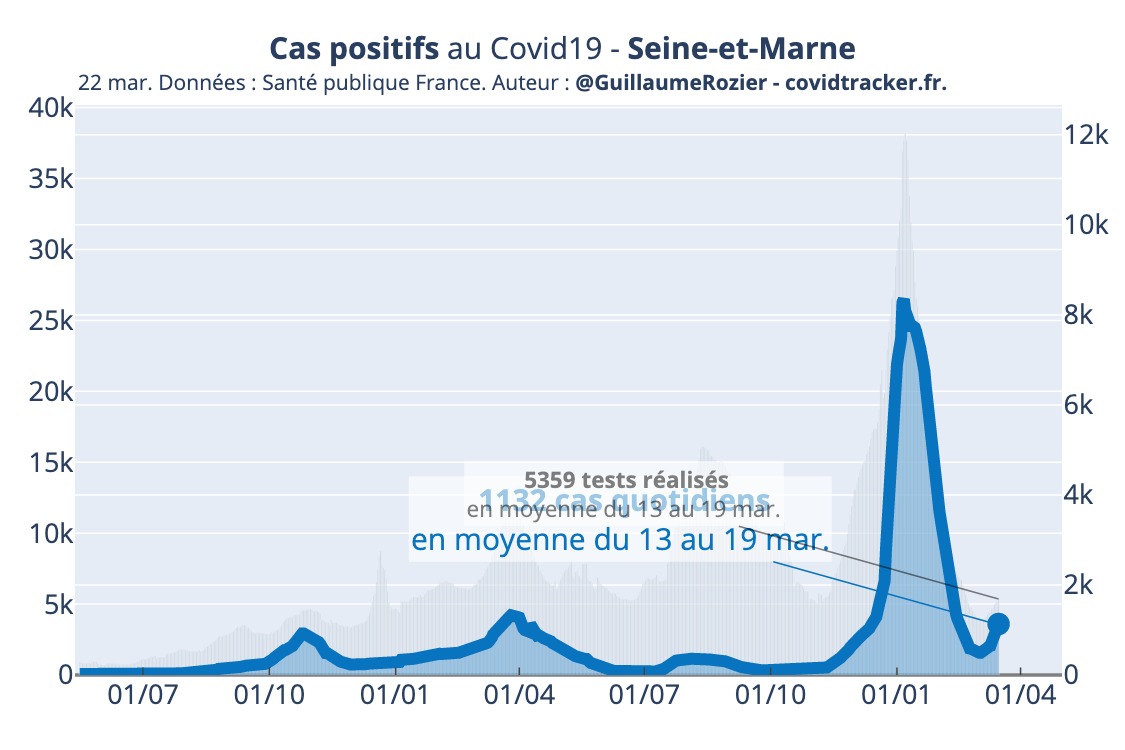 Cas positifs au Covid19 - Seine-et-Marne
22 mar. Données : Santé publique France. Auteur : @GuillaumeRozier - covidtracker.fr.
40k
35k
30k
25k
20k
15k
10k
5k
0
12k
10k
8k
6k
4k
2k
0
5359 tests réalisés
en moyenne du 13 au 19 mar.
1132 cas quotidiens
en moyenne du 13 au 19 mar.
01/07 01/10 01/01 01/04 01/07 01/10 01/01 01/04